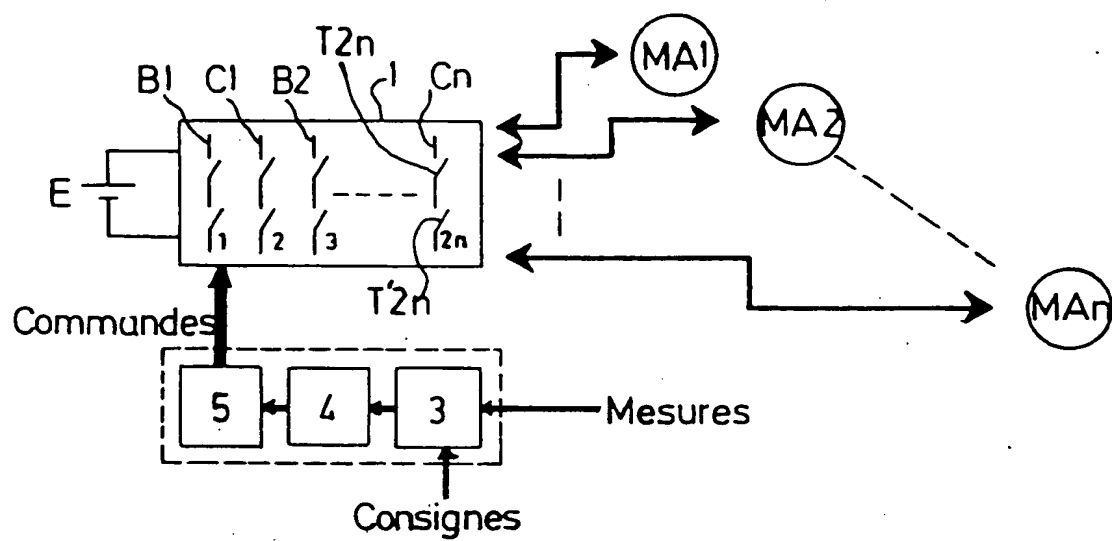 T2n
B1 C1 B2 1 Cn
MA1
MA2
E
1 2 3 2n
T'2n
MAn
Commandes
5 4 3
Mesures
Consignes